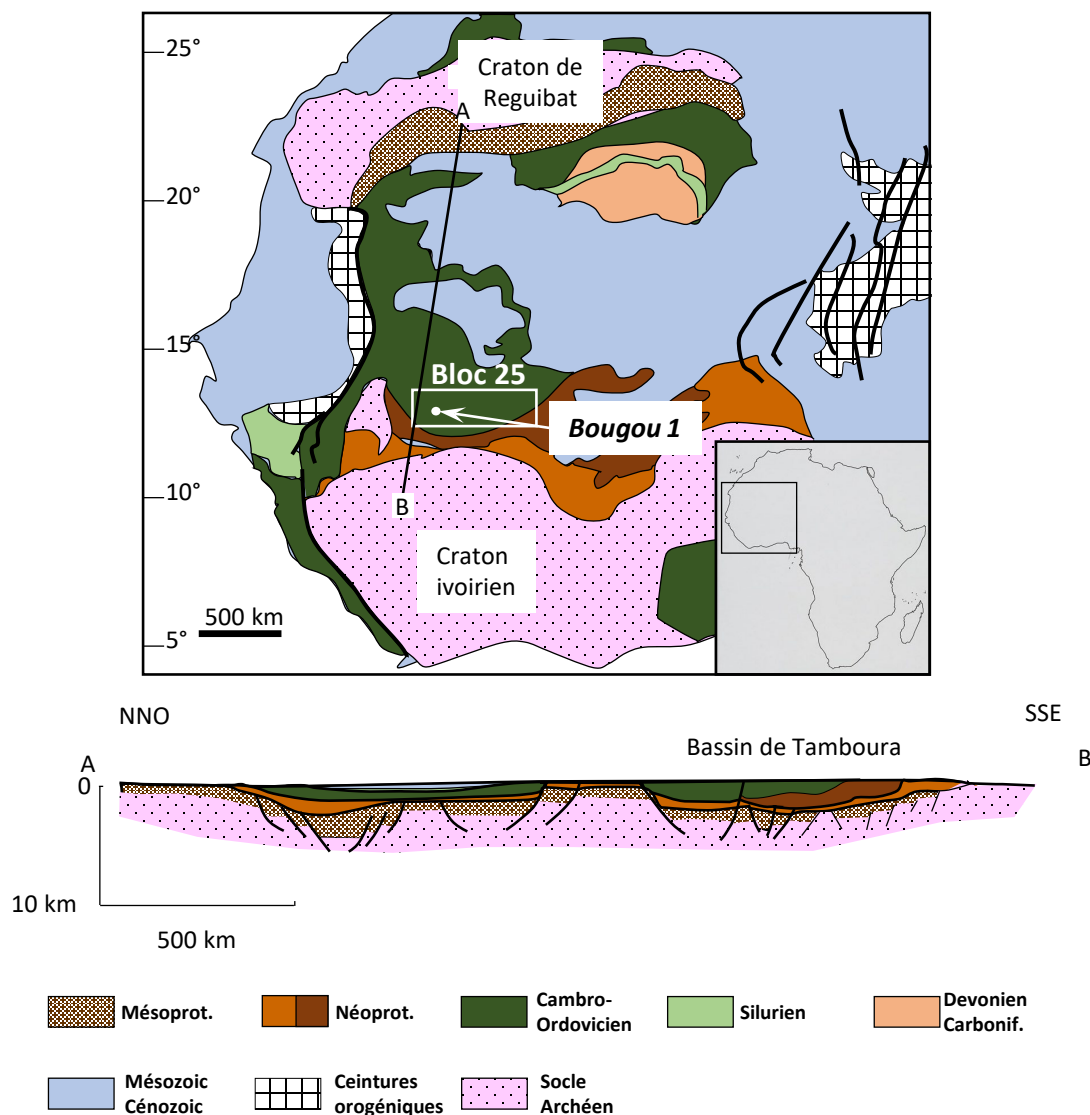 25°
Craton de
Reguibat
A
20°
15°
Bloc 25
Bougou 1
10°
B
Craton
ivoirien
500 km
5°
NNO
SSE
Bassin de Tamboura
A
B
0
10 km
500 km
Mésoprot.
Néoprot.
Cambro-
Ordovicien
Silurien
Devonien
Carbonif.
Mésozoic
Cénozoic
Ceintures
orogéniques
Socle
Archéen